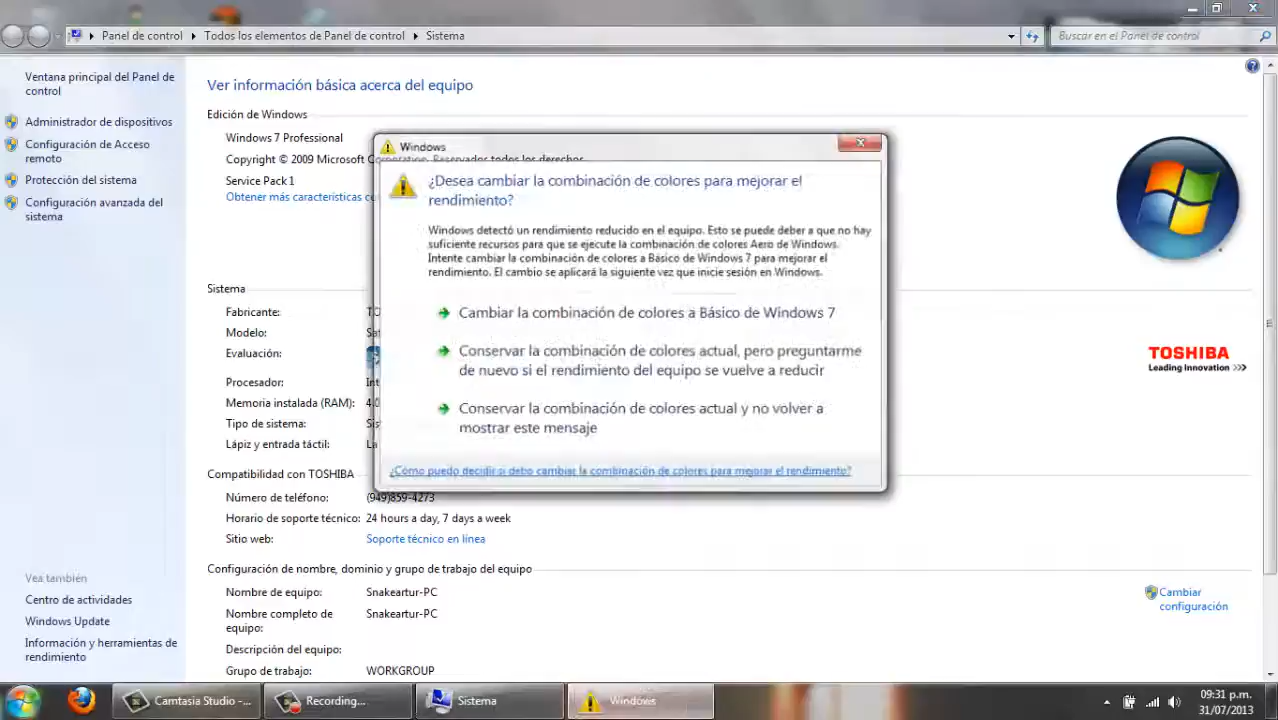 Panel de control
Todos los elementos de Panel de control
Sistema
Buscar en el Panel de control
Ventana principal del Panel de
control
Administrador de dispositivos
Configuración de Acceso
remoto
Protección del sistema
Configuración avanzada del
sistema
Vea también
Centro de actividades
Windows Update
Información y herramientas de
rendimiento
Ver información básica acerca del equipo
Edición de Windows
Windows 7 Professional
Copyright © 2009 Microsoft Corporation. Reservados todos los derechos.
Service Pack 1
Obtener más características
Sistema
Fabricante:
Modelo:
Evaluación:
Procesador:
Memoria instalada (RAM):
Tipo de sistema:
Lápiz y entrada táctil:
TOSHIBA
Leading Innovation >>>
Compatibilidad con TOSHIBA
Número de teléfono: (949)859-4273
Horario de soporte técnico: 24 hours a day, 7 days a week
Sitio web: Soporte técnico en línea
Configuración de nombre, dominio y grupo de trabajo del equipo
Nombre de equipo: Snakeartur-PC
Nombre completo de Snakeartur-PC
equipo:
Descripción del equipo:
Grupo de trabajo: WORKGROUP
Cambiar
configuración
Windows
¿Desea cambiar la combinación de colores para mejorar el
rendimiento?
Windows detectó un rendimiento reducido en el equipo. Esto se puede deber a que no hay
suficiente recursos para que se ejecute la combinación de colores Aero de Windows.
Intente cambiar la combinación de colores a Básico de Windows 7 para mejorar el
rendimiento. El cambio se aplicará la siguiente vez que inicie sesión en Windows.
Cambiar la combinación de colores a Básico de Windows 7
Conservar la combinación de colores actual, pero preguntarme
de nuevo si el rendimiento del equipo se vuelve a reducir
Conservar la combinación de colores actual y no volver a
mostrar este mensaje
¿Cómo puedo decidir si debo cambiar la combinación de colores para mejorar el rendimiento?
Camtasia Studio -...
Recording...
Sistema
Windows
09:31 p.m.
31/07/2013